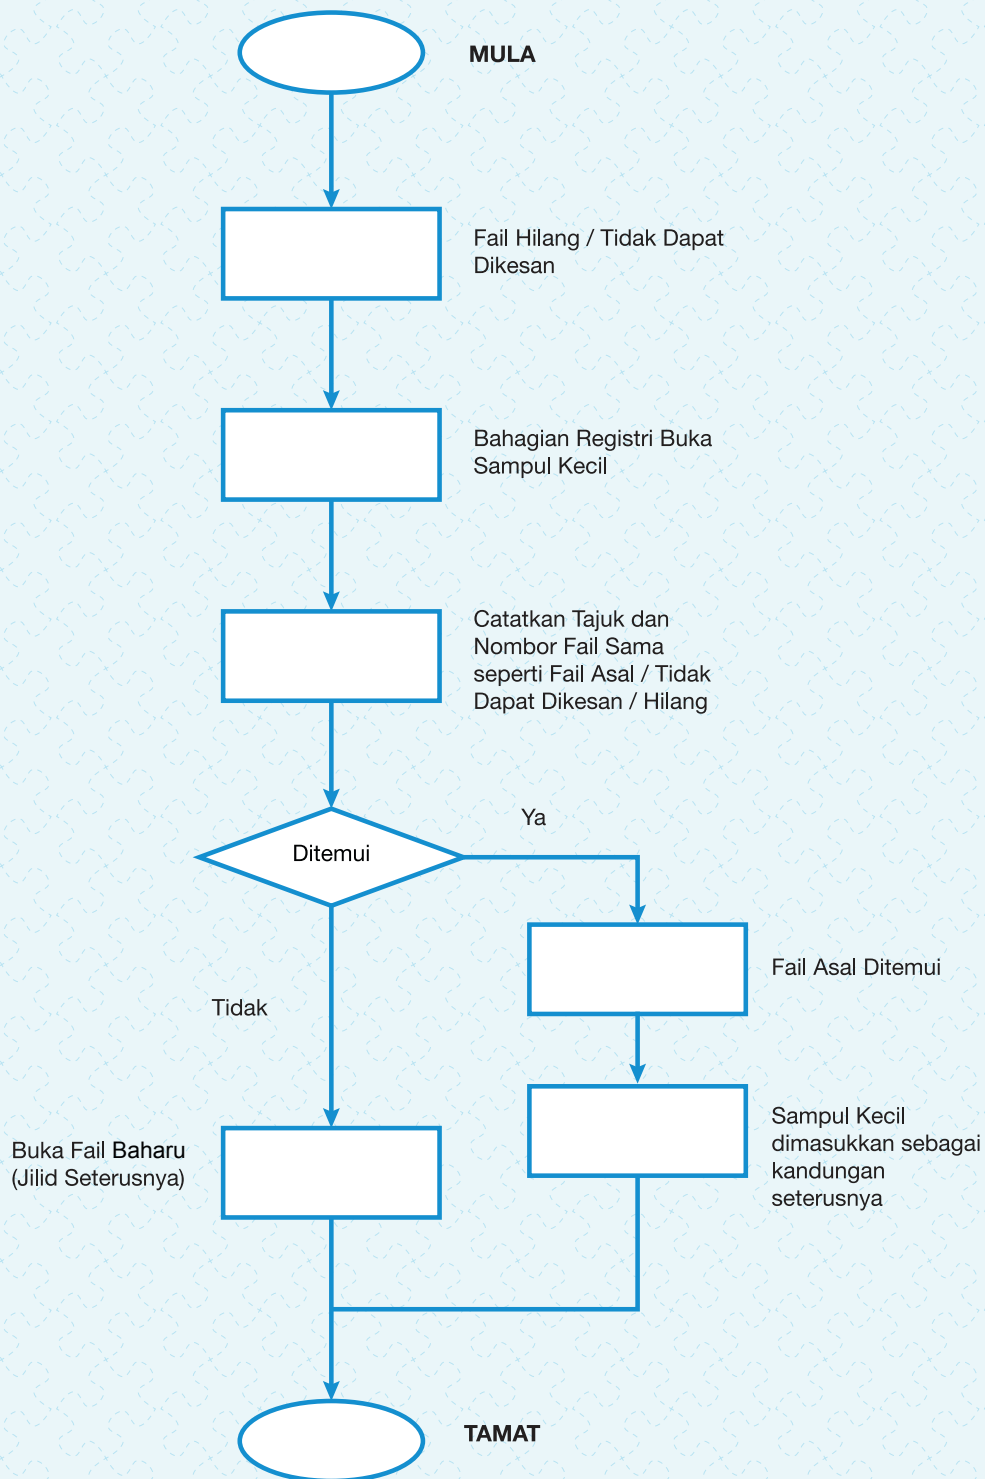 MULA
Fail Hilang / Tidak Dapat
Dikesan
Bahagian Registri Buka
Sampul Kecil
Catatkan Tajuk dan
Nombor Fail Sama
seperti Fail Asal / Tidak
Dapat Dikesan / Hilang
Ya
Ditemui
Fail Asal Ditemui
Tidak
Sampul Kecil
dimasukkan sebagai
kandungan
seterusnya
Buka Fail Baharu
(Jilid Seterusnya)
TAMAT